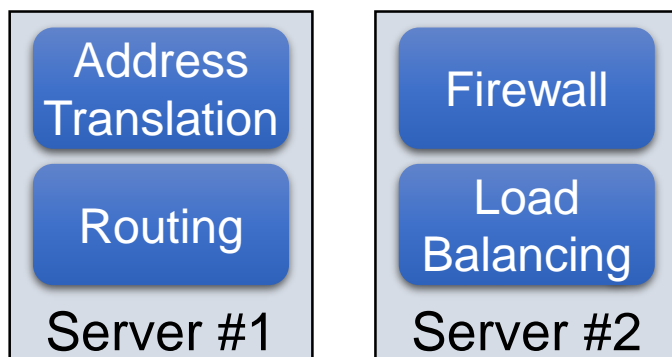 Address
Translation
Routing
Server #1
Firewall
Load
Balancing
Server #2